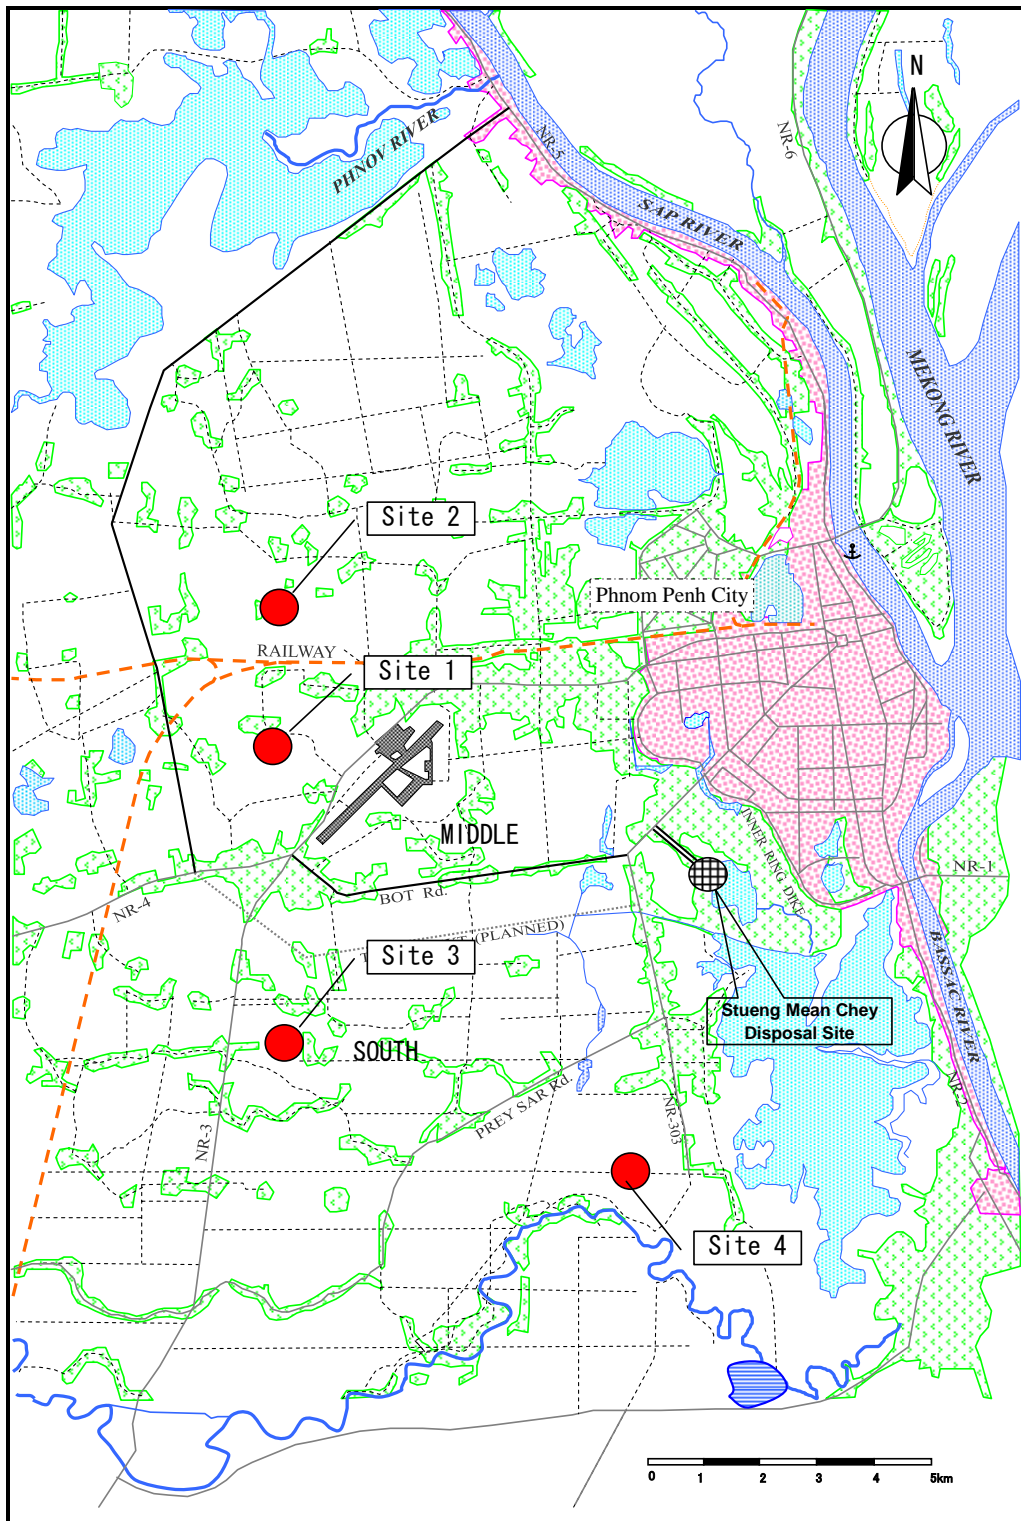 N
PHNOV RIVER
NR-5
NR-6
SAP RIVER
MEKONG RIVER
Site 2
Phnom Penh City
RAILWAY
Site 1
MIDDLE
INNER RING DIKE
NR-1
BOT Rd.
NR-4
(PLANNED)
Site 3
BASSAC RIVER
Stueng Mean Chey
Disposal Site
SOUTH
PREY SAR Rd.
NR-2
NR-3
NR-303
Site 4
0 1 2 3 4 5km